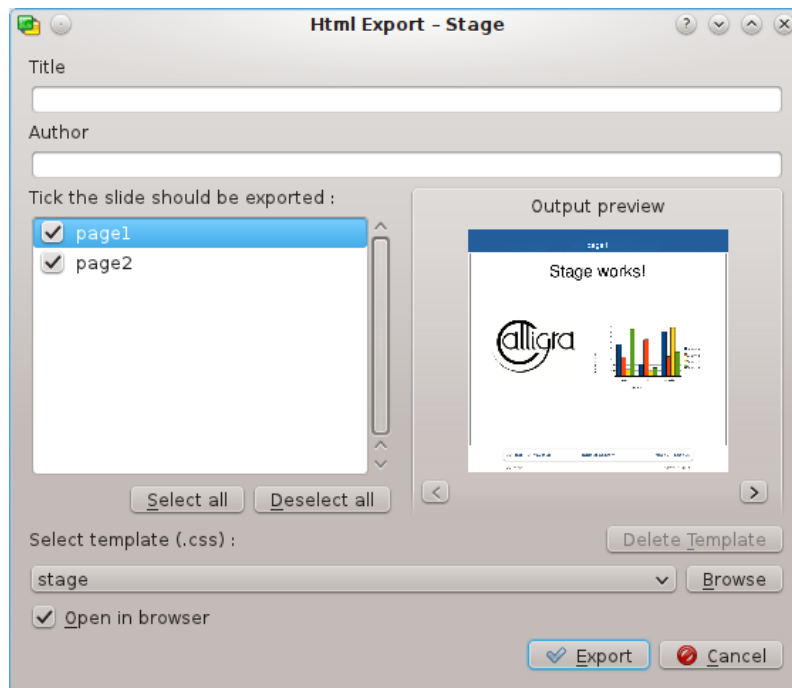 Html Export – Stage
Title
Author
Tick the slide should be exported :
page1
page2
Select all
Deselect all
Output preview
page1
Stage works!
Calligra
Select template (.css) :
Delete Template
stage
Browse
Open in browser
Export
Cancel